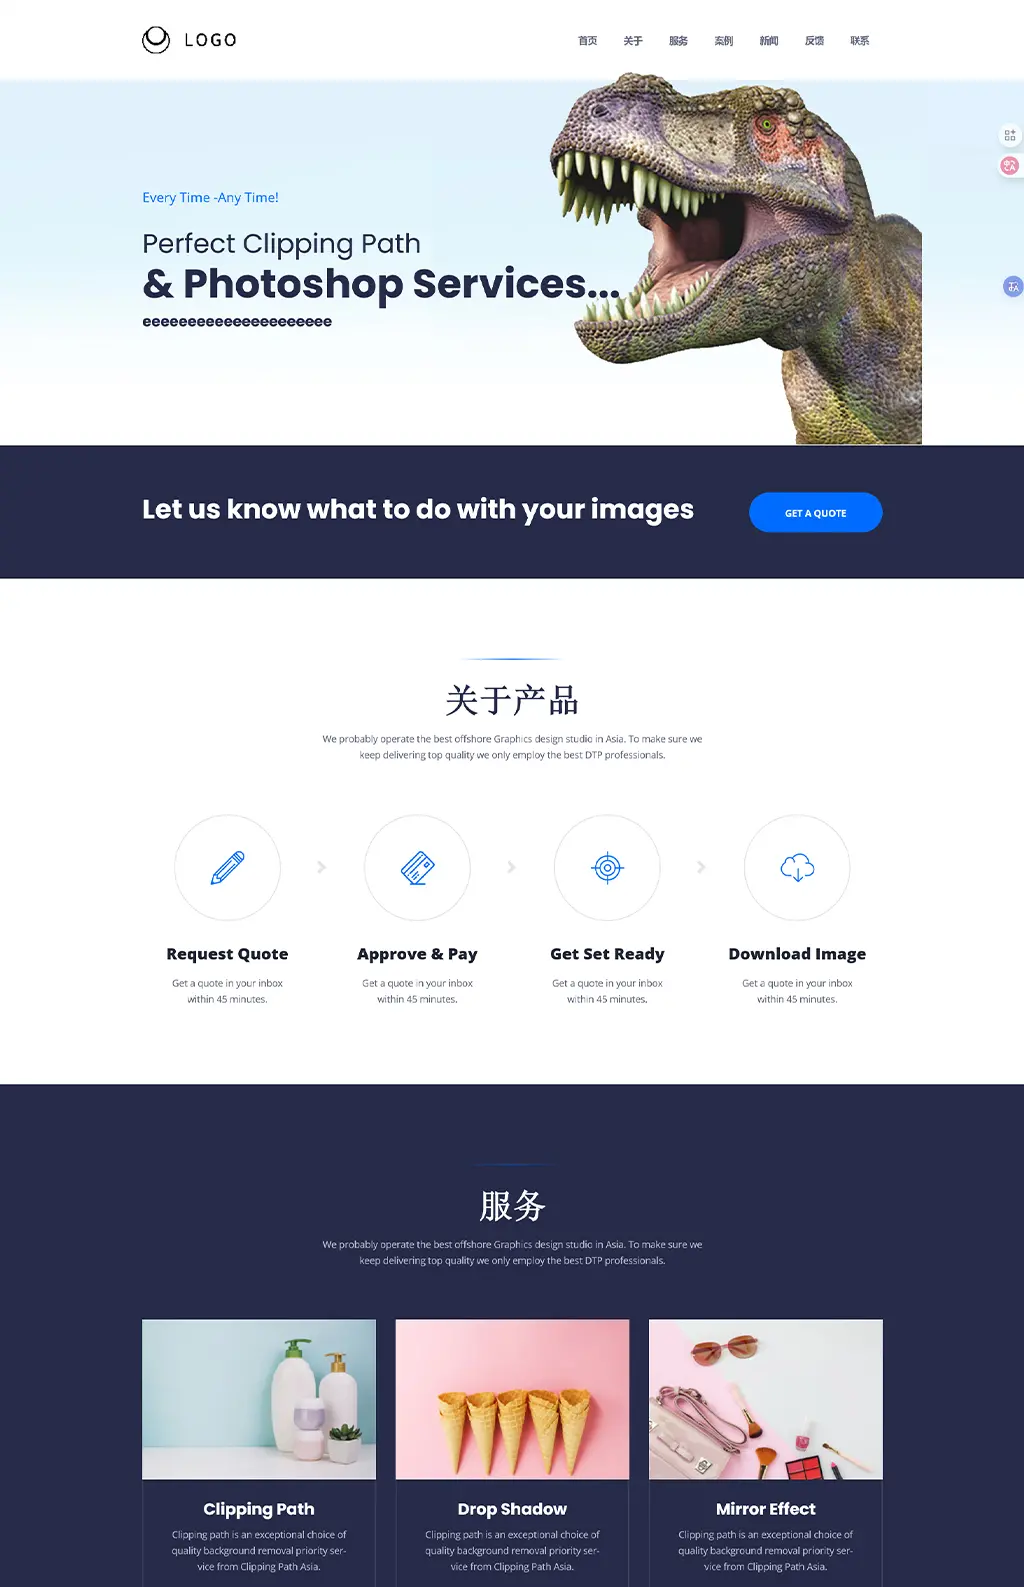 LOGO
首页 关于 服务 案例 新闻 反馈 联系
Every Time -Any Time!
Perfect Clipping Path
& Photoshop Services...
eeeeeeeeeeeeeeeeeeeee
Let us know what to do with your images
GET A QUOTE
关于产品
We probably operate the best offshore Graphics design studio in Asia. To make sure we
keep delivering top quality we only employ the best DTP professionals.
Request Quote
Get a quote in your inbox
within 45 minutes.
Approve & Pay
Get a quote in your inbox
within 45 minutes.
Get Set Ready
Get a quote in your inbox
within 45 minutes.
Download Image
Get a quote in your inbox
within 45 minutes.
服务
We probably operate the best offshore Graphics design studio in Asia. To make sure we
keep delivering top quality we only employ the best DTP professionals.
Clipping Path
Clipping path is an exceptional choice of
quality background removal priority ser-
vice from Clipping Path Asia.
Drop Shadow
Clipping path is an exceptional choice of
quality background removal priority ser-
vice from Clipping Path Asia.
Mirror Effect
Clipping path is an exceptional choice of
quality background removal priority ser-
vice from Clipping Path Asia.